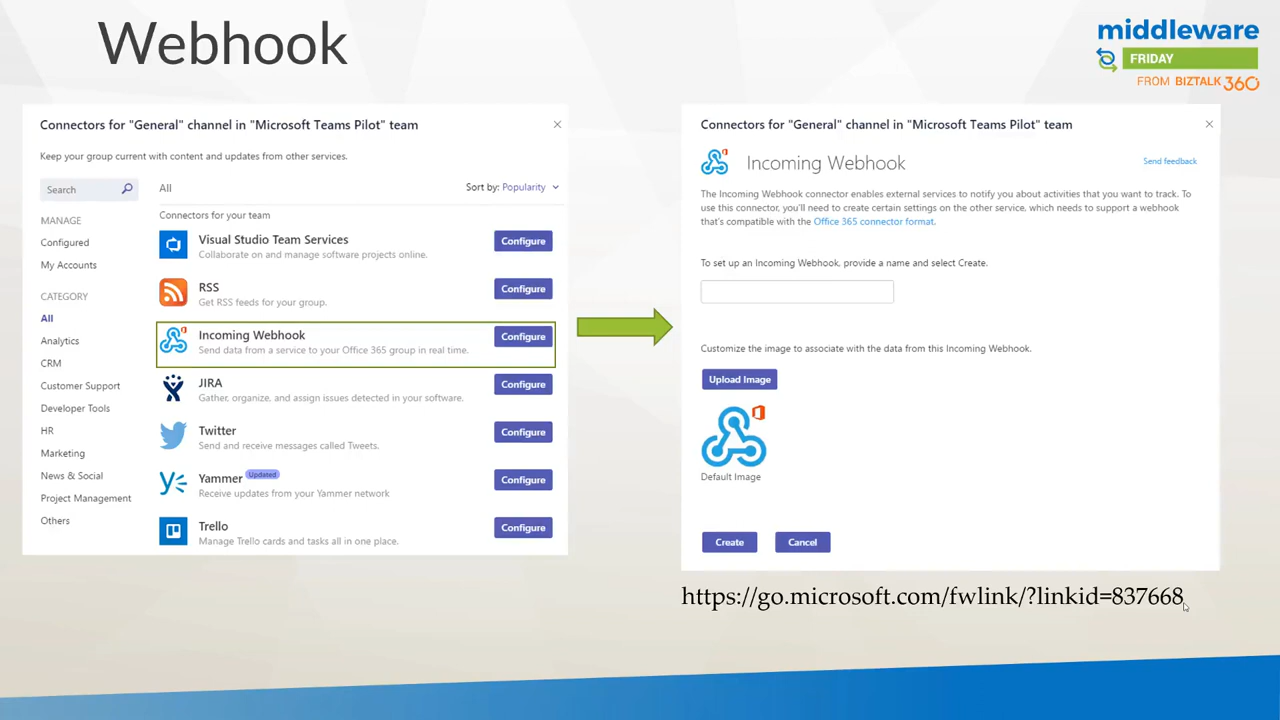 Webhook
middleware
FRIDAY
FROM BIZTALK360
Connectors for "General" channel in "Microsoft Teams Pilot" team
Keep your group current with content and updates from other services.
Search
All
Sort by: Popularity
MANAGE
Configured
My Accounts
CATEGORY
All
Analytics
CRM
Customer Support
Developer Tools
HR
Marketing
News & Social
Project Management
Others
Connectors for your team
Visual Studio Team Services
Collaborate on and manage software projects online.
Configure
RSS
Get RSS feeds for your group.
Configure
Incoming Webhook
Send data from a service to your Office 365 group in real time.
Configure
JIRA
Gather, organize, and assign issues detected in your software.
Configure
Twitter
Send and receive messages called Tweets.
Configure
Yammer Updated
Receive updates from your Yammer network
Configure
Trello
Manage Trello cards and tasks all in one place.
Configure
Connectors for "General" channel in "Microsoft Teams Pilot" team
Incoming Webhook
Send feedback
The Incoming Webhook connector enables external services to notify you about activities that you want to track. To
use this connector, you'll need to create certain settings on the other service, which needs to support a webhook
that's compatible with the Office 365 connector format.
To set up an Incoming Webhook, provide a name and select Create.
Customize the image to associate with the data from this Incoming Webhook.
Upload Image
Default Image
Create
Cancel
https://go.microsoft.com/fwlink/?linkid=837668